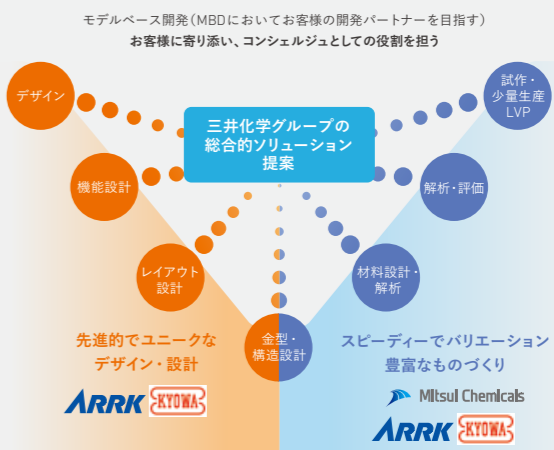 モデルベース開発（MBDにおいてお客様の開発パートナーを目指す）
お客様に寄り添い、コンシェルジュとしての役割を担う
デザイン
試作・
少量生産
LVP
三井化学グループの
総合的ソリューション
提案
機能設計
解析・評価
レイアウト
設計
材料設計・
解析
金型・
構造設計
先進的でユニークな
デザイン・設計
スピーディーでバリエーション
豊富なものづくり
ARRK KYOWA
Mitsui Chemicals
ARRK KYOWA